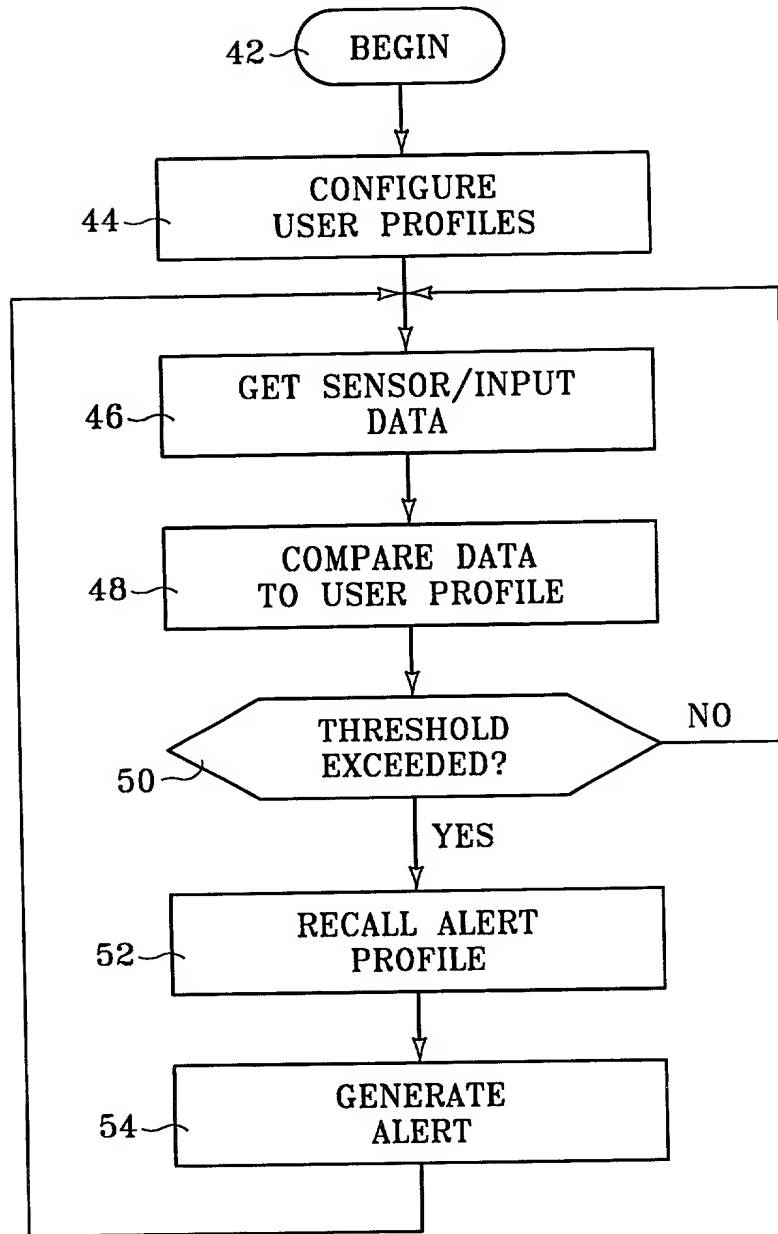 42
BEGIN
CONFIGURE
USER PROFILES
44
GET SENSOR/INPUT
DATA
46
COMPARE DATA
TO USER PROFILE
48
THRESHOLD
EXCEEDED?
50
NO
YES
RECALL ALERT
PROFILE
52
GENERATE
ALERT
54